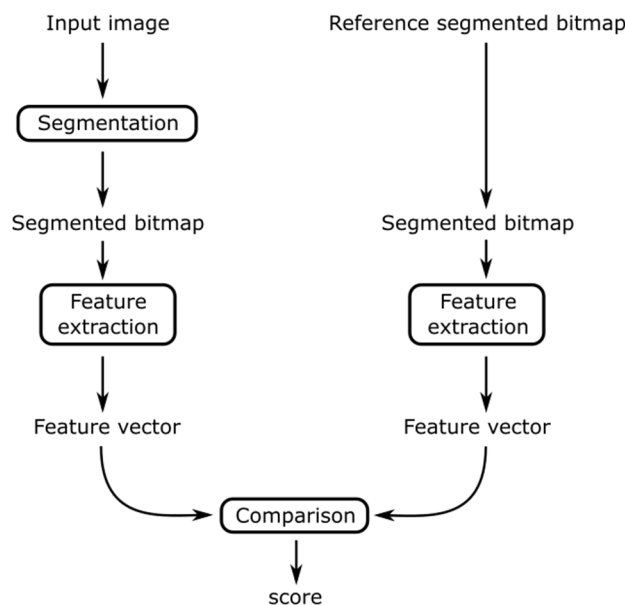 Input image
Reference segmented bitmap
Segmentation
Segmented bitmap
Segmented bitmap
Feature
extraction
Feature
extraction
Feature vector
Feature vector
Comparison
score